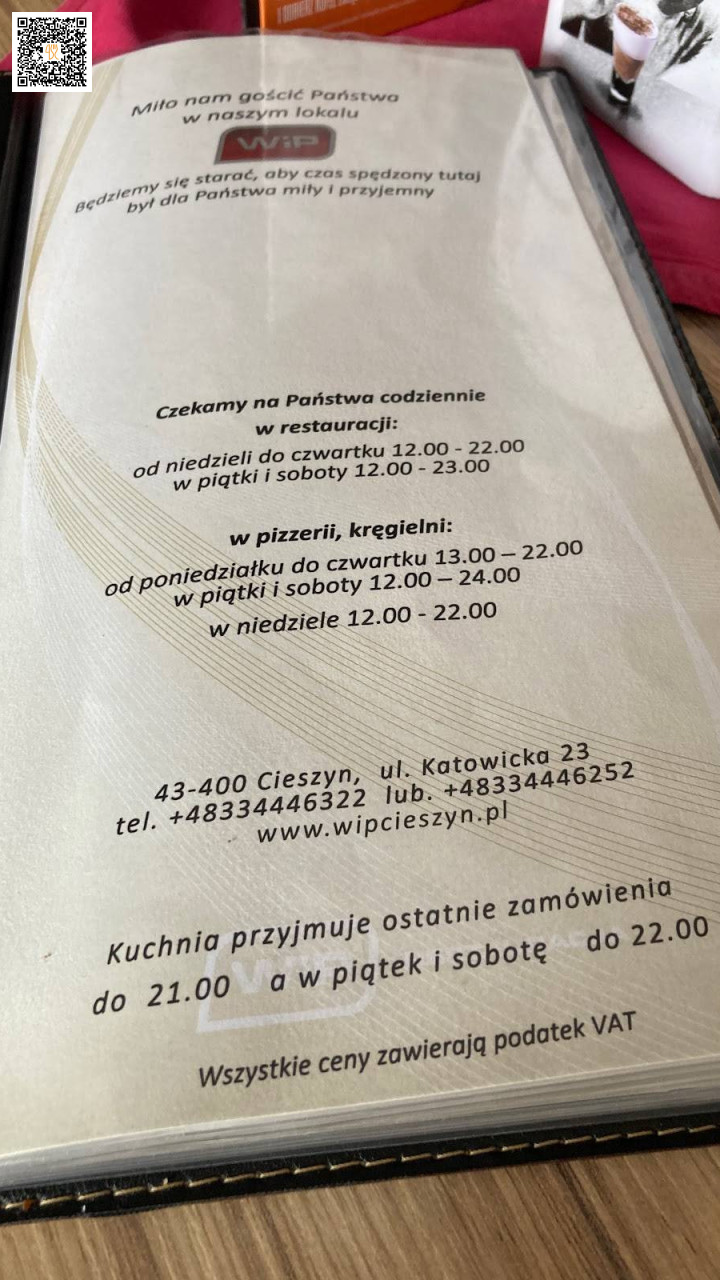 Miło nam gościć Państwa
w naszym lokalu
WiP
Będziemy się starać, aby czas spędzony tutaj
był dla Państwa miły i przyjemny
Czekamy na Państwa codziennie
w restauracji:
od niedzieli do czwartku 12.00 - 22.00
w piątki i soboty 12.00 - 23.00
w pizzerii, kręgielni:
od poniedziałku do czwartku 13.00 – 22.00
w piątki i soboty 12.00 – 24.00
w niedziele 12.00 - 22.00
43-400 Cieszyn, ul. Katowicka 23
tel. +48334446322 lub. +48334446252
www.wipcieszyn.pl
Kuchnia przyjmuje ostatnie zamówienia
do 21.00 a w piątek i sobotę do 22.00
Wszystkie ceny zawierają podatek VAT